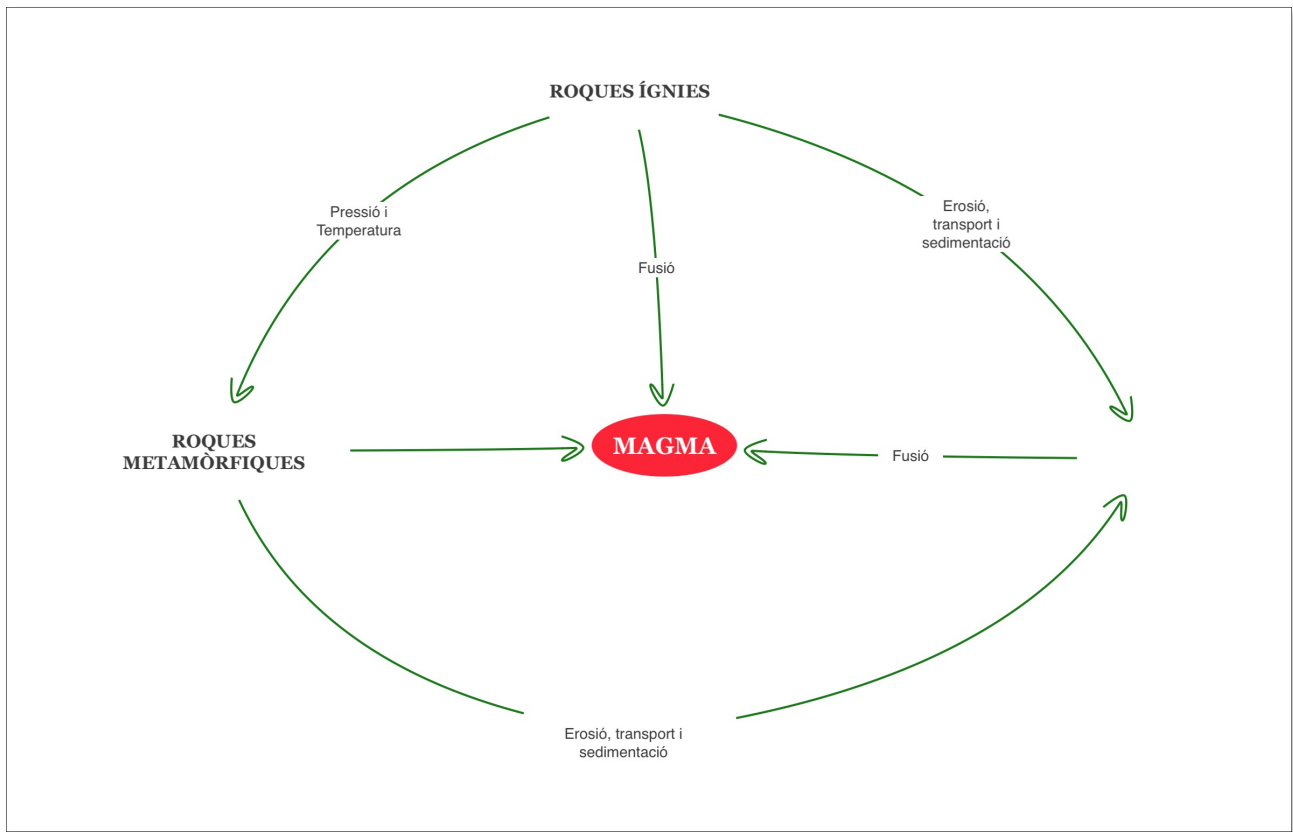 ROQUES ÍGNIES
Pressió i
Temperatura
Erosió,
transport i
sedimentació
Fusió
ROQUES
METAMÒRFIQUES
MAGMA
Fusió
Erosió, transport i
sedimentació